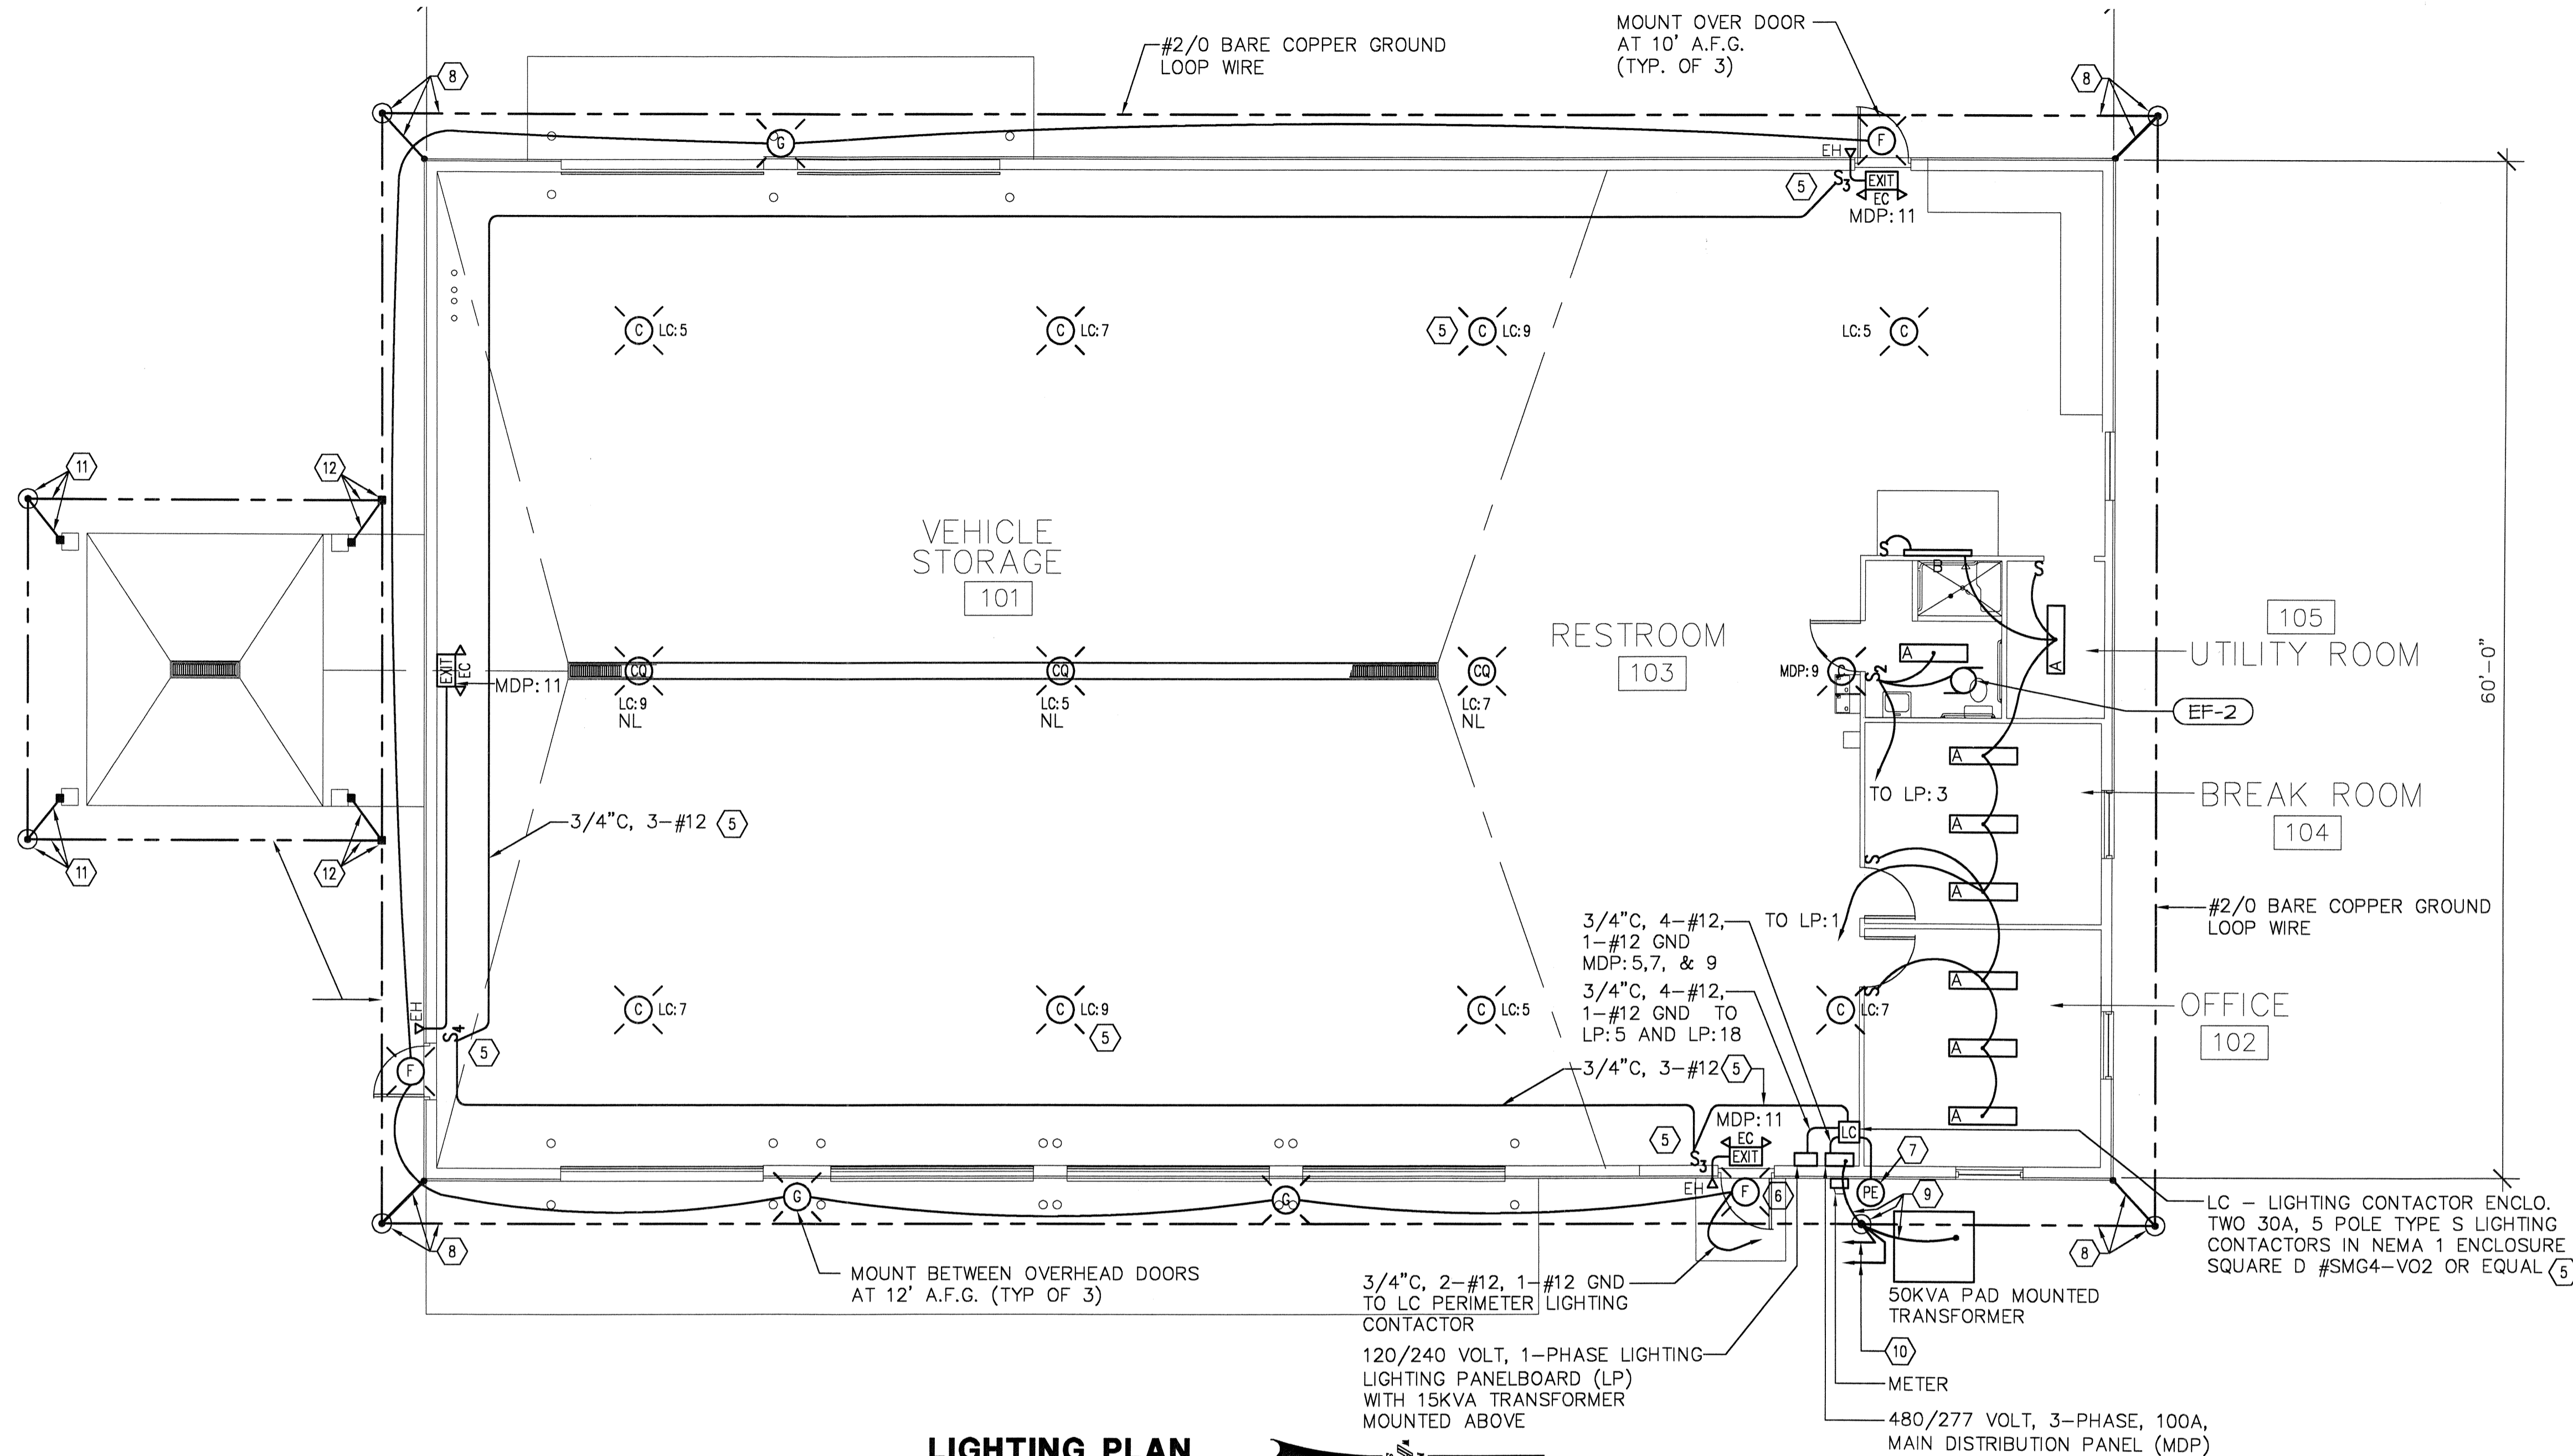 #2/0 BARE COPPER GROUND
LOOP WIRE
MOUNT OVER DOOR
AT 10' A.F.G.
(TYP. OF 3)
8
8
G
F
EH
S3
5
EXIT
EC
MDP:11
C LC:5
C LC:7
5 C LC:9
LC:5 C
11
12
VEHICLE
STORAGE
101
RESTROOM
103
105
UTILITY ROOM
60'-0"
S
B
S
A
A
EXIT
EC
MDP:11
CQ
LC:9
NL
CQ
LC:5
NL
CQ
LC:7
NL
MDP:9 C
S2
EF-2
A
TO LP:3
BREAK ROOM
104
A
3/4"C, 3-#12 5
11
12
S
A
#2/0 BARE COPPER GROUND
LOOP WIRE
3/4"C, 4-#12,
1-#12 GND
MDP:5,7, & 9
TO LP:1
3/4"C, 4-#12,
1-#12 GND TO
LP:5 AND LP:18
S
A
OFFICE
102
C LC:7
C LC:9
5
C LC:5
C LC:7
EH
S4
5
F
A
3/4"C, 3-#12 5
A
MDP:11
EC
EXIT
LC
5
S3
EH
F
6
7
PE
9
G
G
8
8
10
MOUNT BETWEEN OVERHEAD DOORS
AT 12' A.F.G. (TYP OF 3)
3/4"C, 2-#12, 1-#12 GND
TO LC PERIMETER LIGHTING
CONTACTOR
120/240 VOLT, 1-PHASE LIGHTING
LIGHTING PANELBOARD (LP)
WITH 15KVA TRANSFORMER
MOUNTED ABOVE
50KVA PAD MOUNTED
TRANSFORMER
METER
480/277 VOLT, 3-PHASE, 100A,
MAIN DISTRIBUTION PANEL (MDP)
LC - LIGHTING CONTACTOR ENCLO.
TWO 30A, 5 POLE TYPE S LIGHTING
CONTACTORS IN NEMA 1 ENCLOSURE
SQUARE D #SMG4-V02 OR EQUAL 5
LIGHTING PLAN